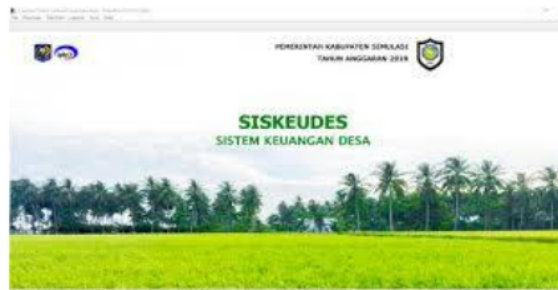 PEMERINTAH KABUPATEN SIMULASI
TAHUN ANGGARAN 2019
SISKEUDES
SISTEM KEUANGAN DESA